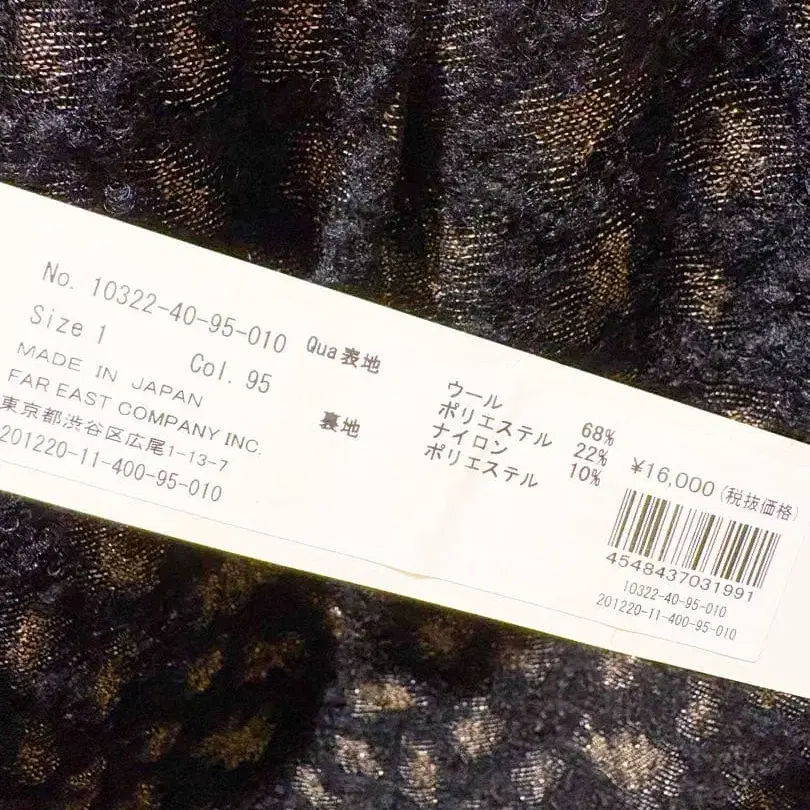 No. 10322-40-95-010
Size 1 Col. 95
MADE IN JAPAN
FAR EAST COMPANY INC.
東京都渋谷区広尾1-13-7
201220-11-400-95-010
Qua 表地
ウール 68%
ポリエステル 22%
ナイロン 10%
裏地 ポリエステル
¥16,000(税抜価格)
4548437031991
10322-40-95-010
201220-11-400-95-010